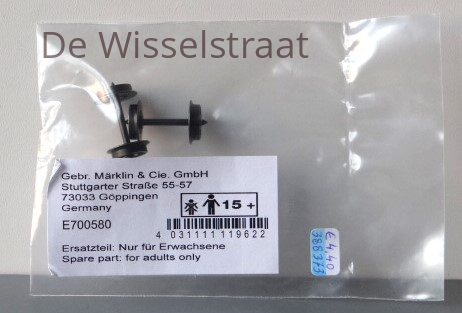 De Wisselstraat
Gebr. Märklin & Cie. GmbH
Stuttgarter Straße 55-57
73033 Göppingen
Germany
15 +
E700580
4 031111 119622
Ersatzteil: Nur für Erwachsene
Spare part: for adults only
€ 4,40
388373